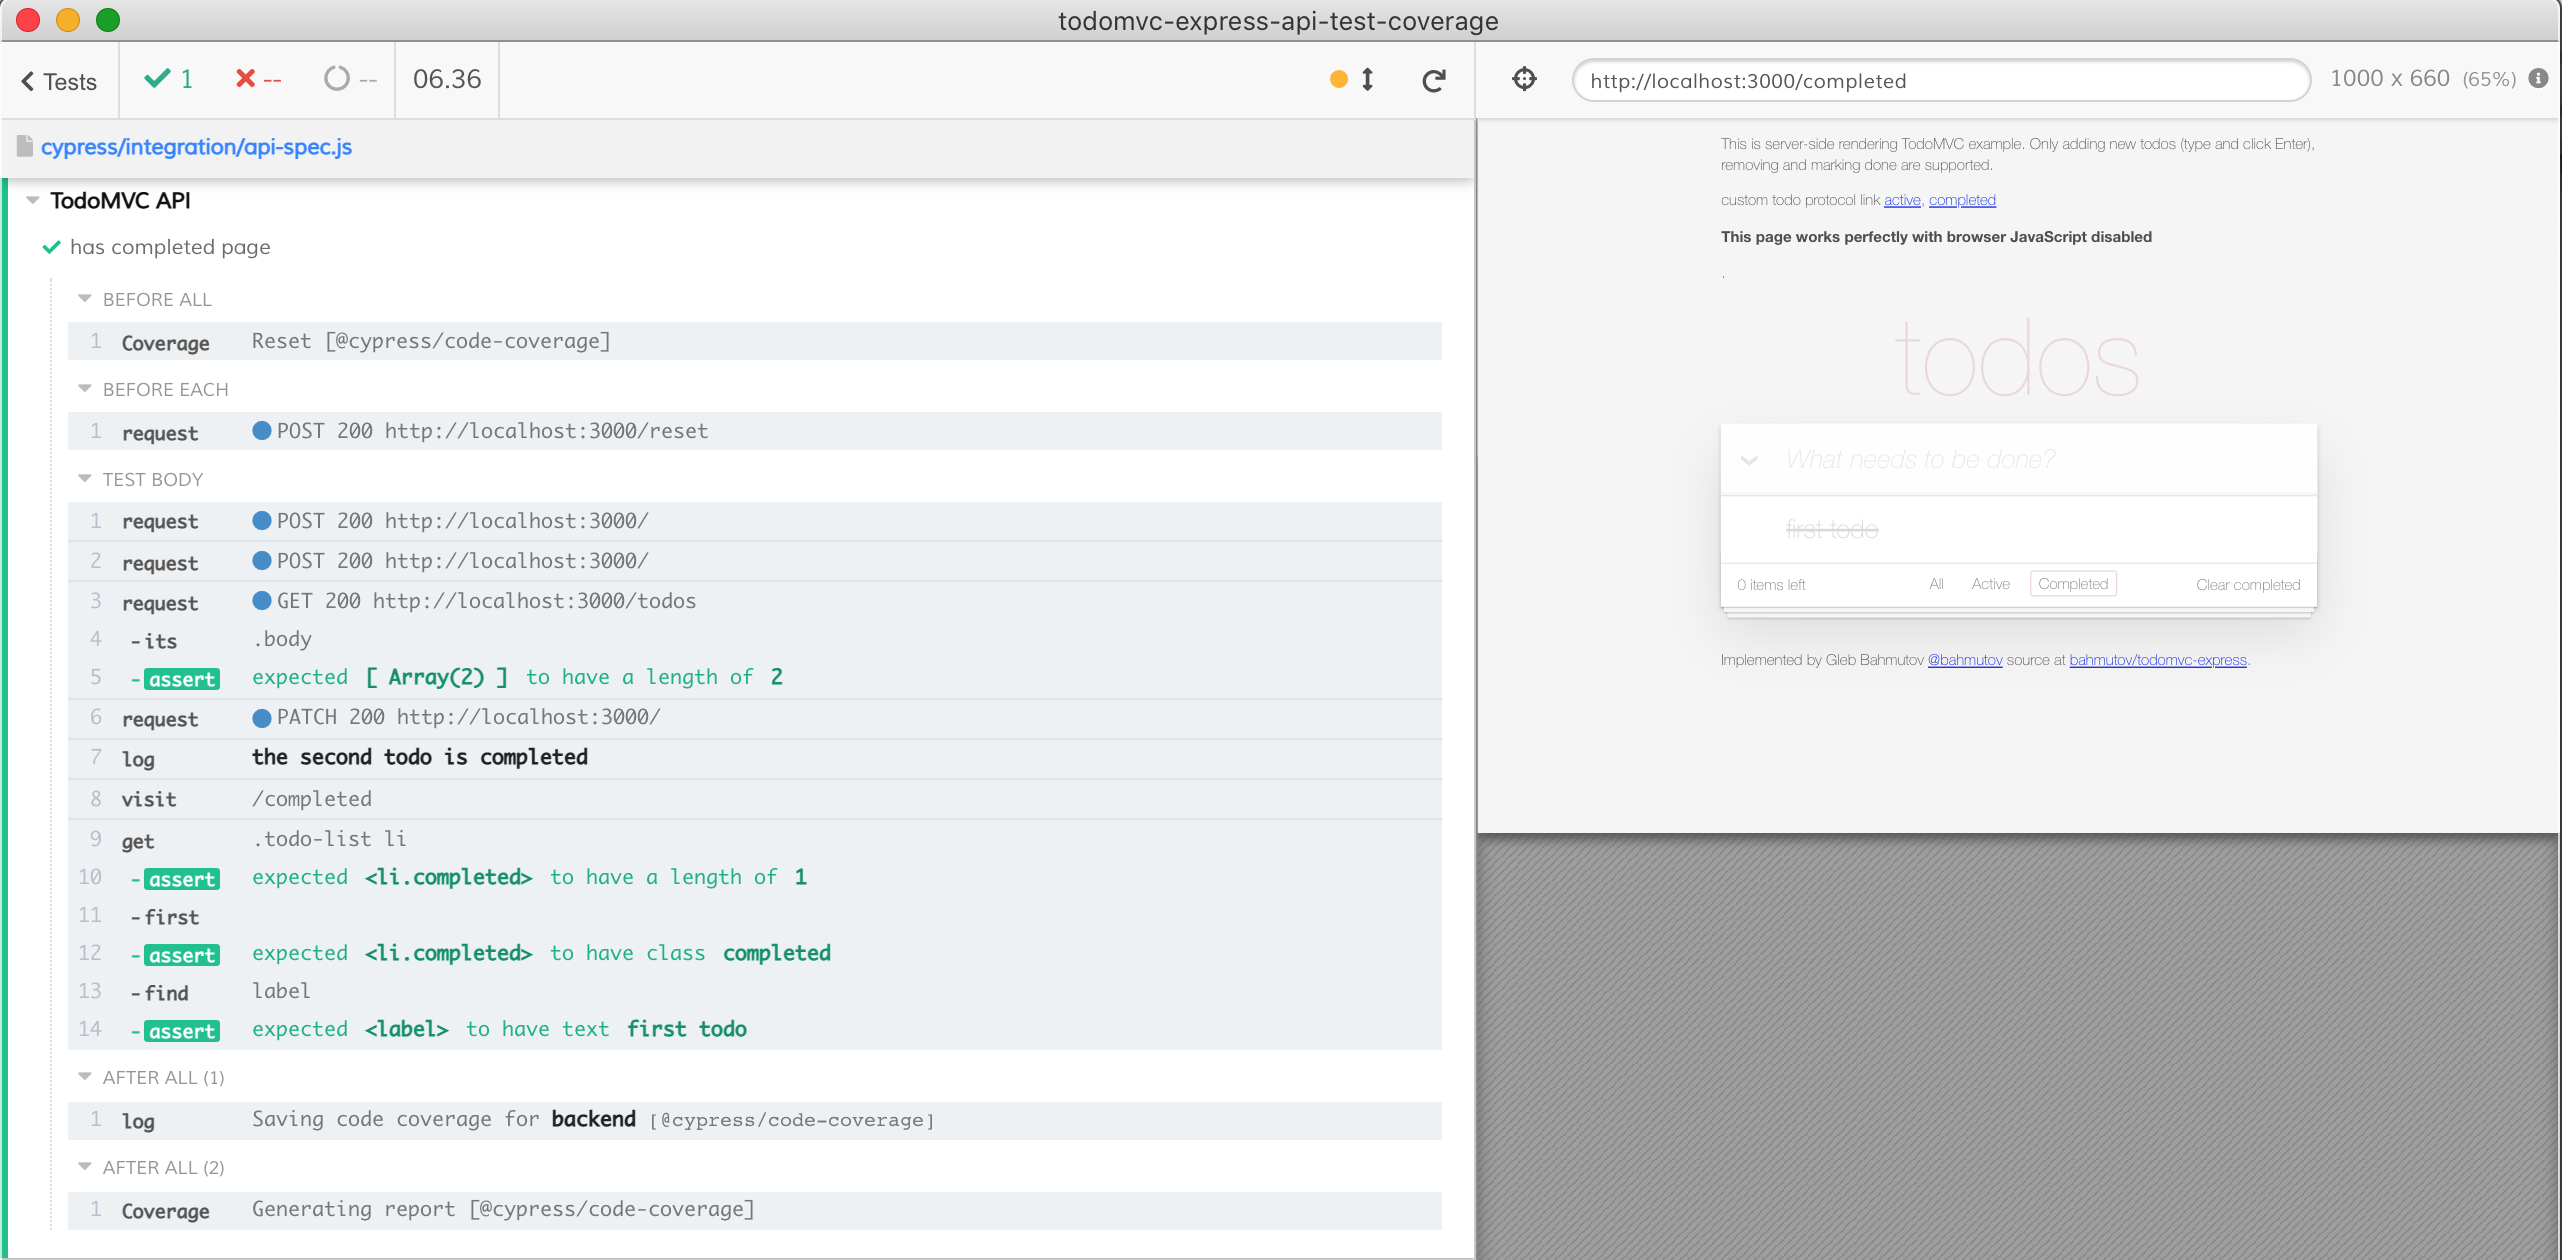 todomvc-express-api-test-coverage
Tests
1
--
--
06.36
http://localhost:3000/completed
1000 x 660 (65%)
cypress/integration/api-spec.js
TodoMVC API
has completed page
BEFORE ALL
1 Coverage Reset [@cypress/code-coverage]
BEFORE EACH
1 request POST 200 http://localhost:3000/reset
TEST BODY
1 request POST 200 http://localhost:3000/
2 request POST 200 http://localhost:3000/
3 request GET 200 http://localhost:3000/todos
4 -its .body
5 -assert expected [ Array(2) ] to have a length of 2
6 request PATCH 200 http://localhost:3000/
7 log the second todo is completed
8 visit /completed
9 get .todo-list li
10 -assert expected <li.completed> to have a length of 1
11 -first
12 -assert expected <li.completed> to have class completed
13 -find label
14 -assert expected <label> to have text first todo
AFTER ALL (1)
1 log Saving code coverage for backend [@cypress/code-coverage]
AFTER ALL (2)
1 Coverage Generating report [@cypress/code-coverage]
This is server-side rendering TodoMVC example. Only adding new todos (type and click Enter),
removing and marking done are supported.
custom todo protocol link active, completed
This page works perfectly with browser JavaScript disabled
.
todos
What needs to be done?
first todo
0 items left All Active Completed Clear completed
Implemented by Gleb Bahmutov @bahmutov source at bahmutov/todomvc-express.